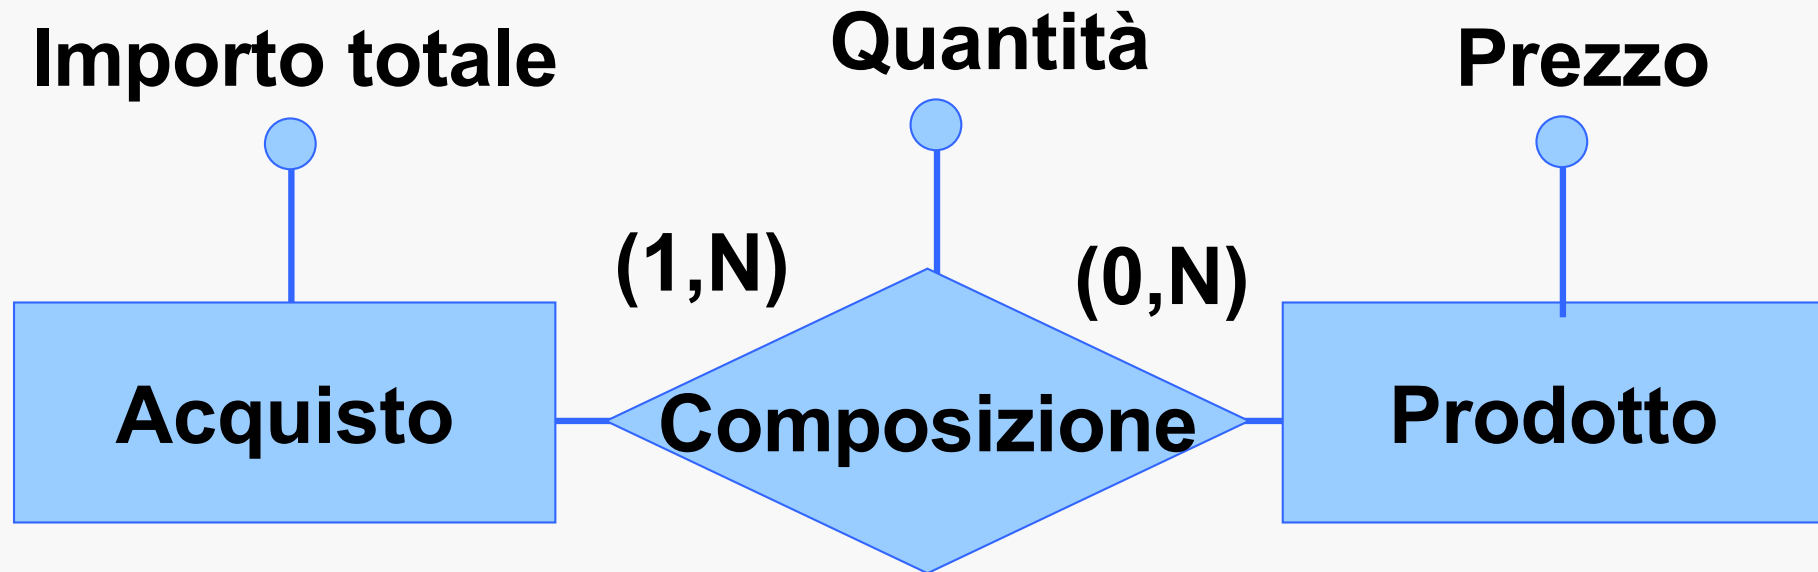 Importo totale
Quantità
Prezzo
(1,N)
(0,N)
Acquisto
Composizione
Prodotto